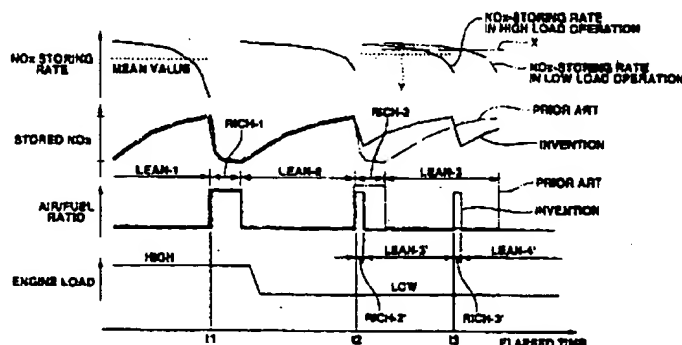 NOx-STORING RATE
IN HIGH LOAD OPERATION
X
NOx STORING
RATE
MEAN VALUE
NOx-STORING RATE
IN LOW LOAD OPERATION
Y
RICH-1
RICH-2
PRIOR ART
STORED NOx
INVENTION
LEAN-1
LEAN-2
LEAN-3
PRIOR ART
AIR/FUEL
RATIO
INVENTION
HIGH
LEAN-3'
LEAN-4'
ENGINE LOAD
LOW
RICH-2'
RICH-3'
t1
t2
t3
ELAPSED TIME